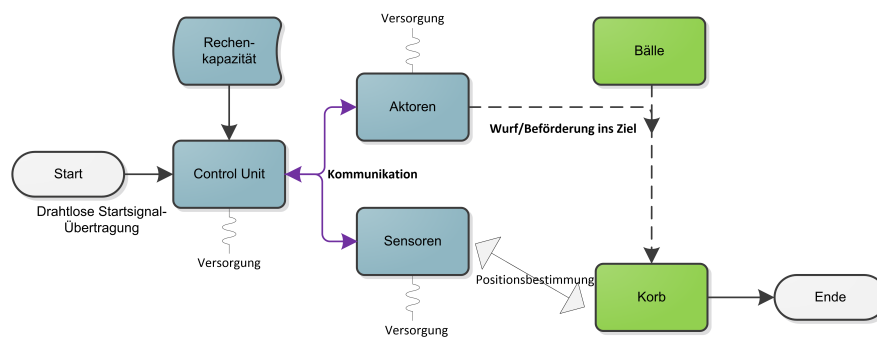 Versorgung
Rechen-
kapazität
Bälle
Aktoren
Wurf/Beförderung ins Ziel
Start
Control Unit
Kommunikation
Drahtlose Startsignal-
Übertragung
Sensoren
Versorgung
Positionsbestimmung
Korb
Ende
Versorgung